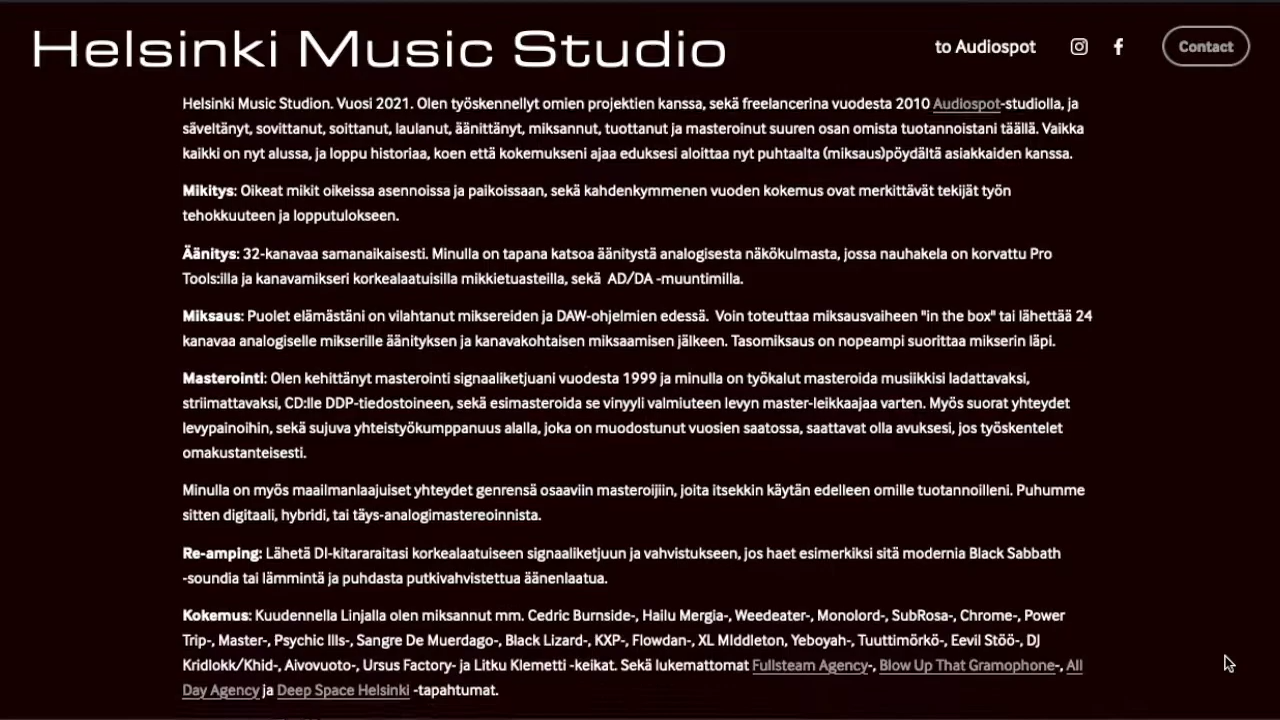 Helsinki Music Studio
to Audiospot
Contact
Helsinki Music Studion. Vuosi 2021. Olen työskennellyt omien projektien kanssa, sekä freelancerina vuodesta 2010 Audiospot-studiolla, ja
säveltänyt, sovittanut, soittanut, laulanut, äänittänyt, miksannut, tuottanut ja masteroinut suuren osan omista tuotannoistani täällä. Vaikka
kaikki on nyt alussa, ja loppu historiaa, koen että kokemukseni ajaa eduksesi aloittaa nyt puhtaalta (miksaus)pöydältä asiakkaiden kanssa.
Mikitys: Oikeat mikit oikeissa asennoissa ja paikoissaan, sekä kahdenkymmenen vuoden kokemus ovat merkittävät tekijät työn
tehokkuuteen ja lopputulokseen.
Äänitys: 32-kanavaa samanaikaisesti. Minulla on tapana katsoa äänitystä analogisesta näkökulmasta, jossa nauhakela on korvattu Pro
Tools:illa ja kanavamikseri korkealaatuisilla mikkietuasteilla, sekä AD/DA -muuntimilla.
Miksaus: Puolet elämästäni on vilahtanut miksereiden ja DAW-ohjelmien edessä. Voin toteuttaa miksausvaiheen "in the box" tai lähettää 24
kanavaa analogiselle mikserille äänityksen ja kanavakohtaisen miksaamisen jälkeen. Tasomiksaus on nopeampi suorittaa mikserin läpi.
Masterointi: Olen kehittänyt masterointi signaaliketjuani vuodesta 1999 ja minulla on työkalut masteroida musiikkisi ladattavaksi,
striimattavaksi, CD:lle DDP-tiedostoineen, sekä esimasteroida se vinyyli valmiuteen levyn master-leikkaajaa varten. Myös suorat yhteydet
levypainoihin, sekä sujuva yhteistyökumppanuus alalla, joka on muodostunut vuosien saatossa, saattavat olla avuksesi, jos työskentelet
omakustanteisesti.
Minulla on myös maailmanlaajuiset yhteydet genrensä osaaviin masteroijiin, joita itsekkin käytän edelleen omille tuotannoilleni. Puhumme
sitten digitaali, hybridi, tai täys-analogimastereoinnista.
Re-amping: Lähetä DI-kitararaitasi korkealaatuiseen signaaliketjuun ja vahvistukseen, jos haet esimerkiksi sitä modernia Black Sabbath
-soundia tai lämmintä ja puhdasta putkivahvistettua äänenlaatua.
Kokemus: Kuudennella Linjalla olen miksannut mm. Cedric Burnside-, Hailu Mergia-, Weedeater-, Monolord-, SubRosa-, Chrome-, Power
Trip-, Master-, Psychic Ills-, Sangre De Muerdago-, Black Lizard-, KXP-, Flowdan-, XL MIddleton, Yeboyah-, Tuuttimörkö-, Eevil Stöö-, DJ
Kridlokk/Khid-, Aivovuoto-, Ursus Factory- ja Litku Klemetti -keikat. Sekä lukemattomat Fullsteam Agency-, Blow Up That Gramophone-, All
Day Agency ja Deep Space Helsinki -tapahtumat.